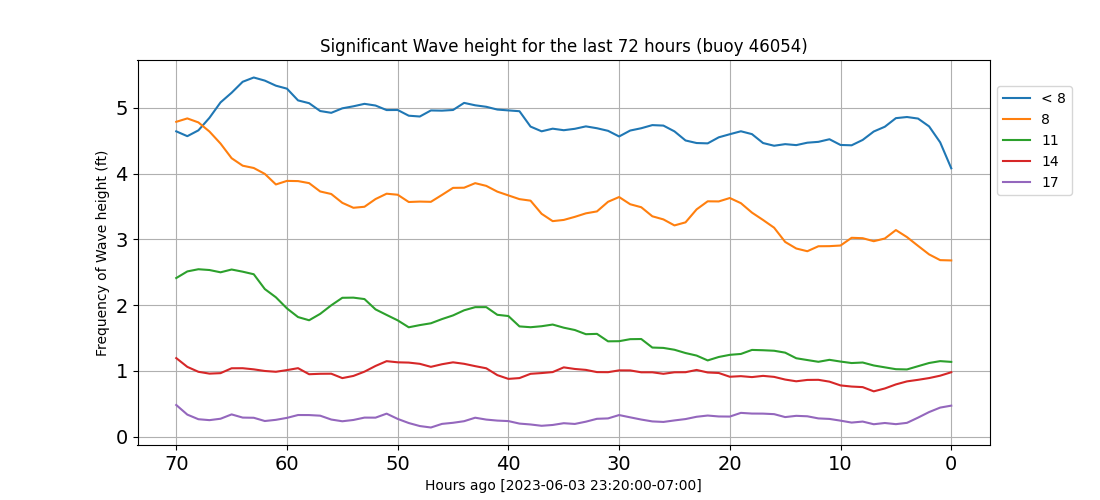 Significant Wave height for the last 72 hours (buoy 46054)
Frequency of Wave height (ft)
5
4
3
2
1
0
70 60 50 40 30 20 10 0
Hours ago [2023-06-03 23:20:00-07:00]
< 8
8
11
14
17